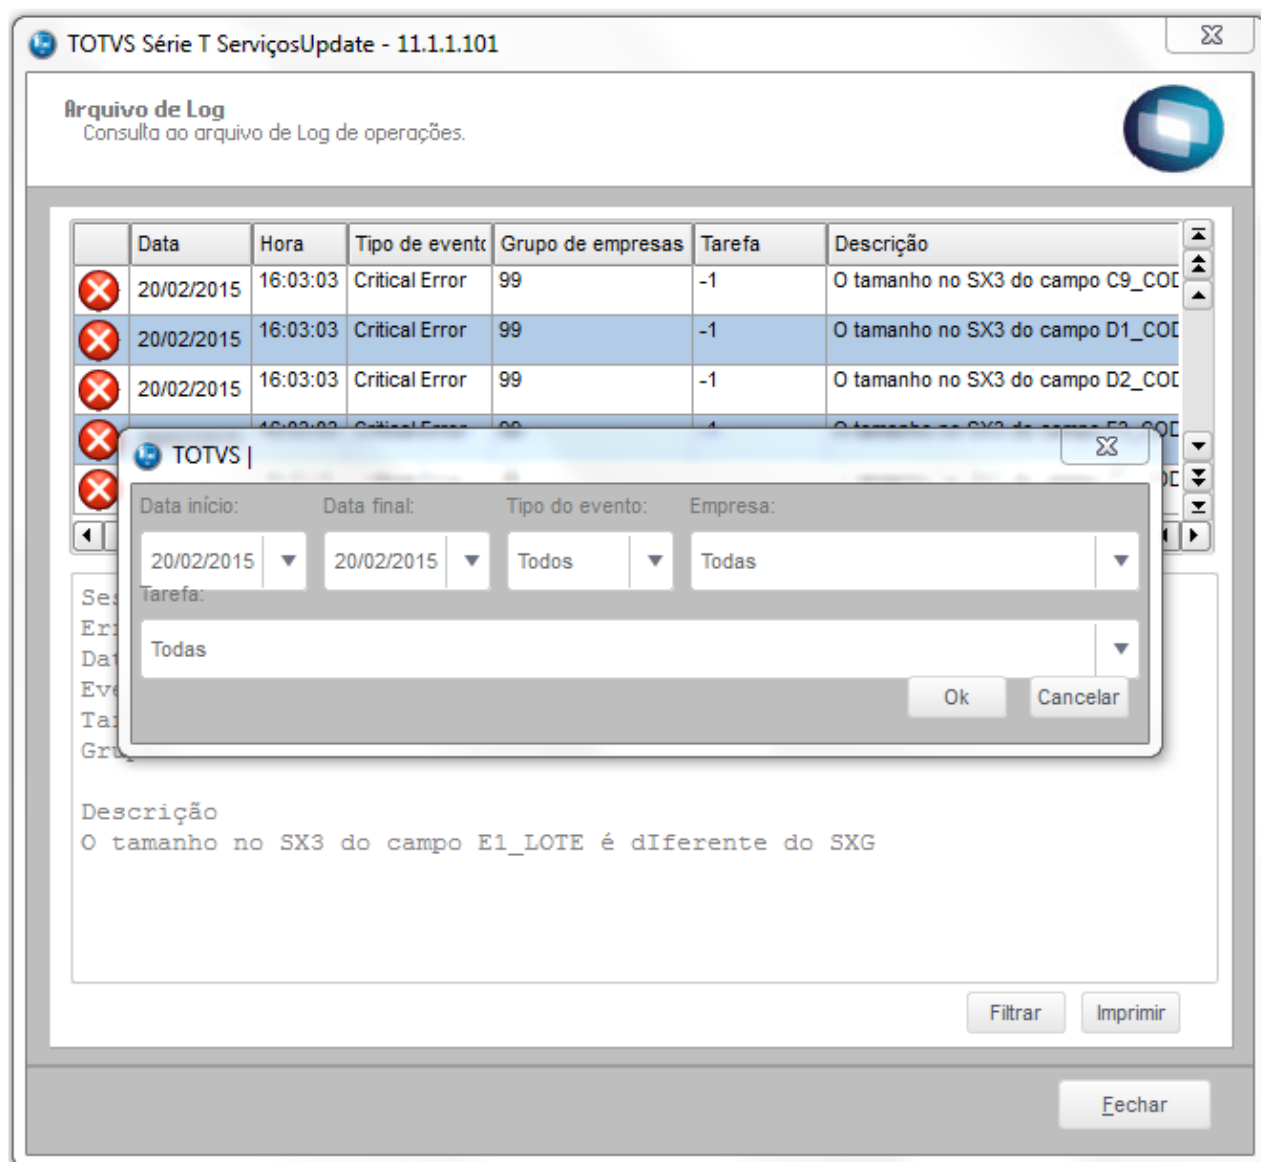 TOTVS Série T ServiçosUpdate - 11.1.1.101
Arquivo de Log
Consulta ao arquivo de Log de operações.
Data Hora Tipo de evento Grupo de empresas Tarefa Descrição
20/02/2015 16:03:03 Critical Error 99 -1 O tamanho no SX3 do campo C9_COD
20/02/2015 16:03:03 Critical Error 99 -1 O tamanho no SX3 do campo D1_COD
20/02/2015 16:03:03 Critical Error 99 -1 O tamanho no SX3 do campo D2_COD
TOTVS |
Data início: Data final: Tipo do evento: Empresa:
20/02/2015 20/02/2015 Todos Todas
Tarefa:
Todas
Ok Cancelar
Descrição
O tamanho no SX3 do campo E1_LOTE é dIferente do SXG
Filtrar Imprimir
Fechar